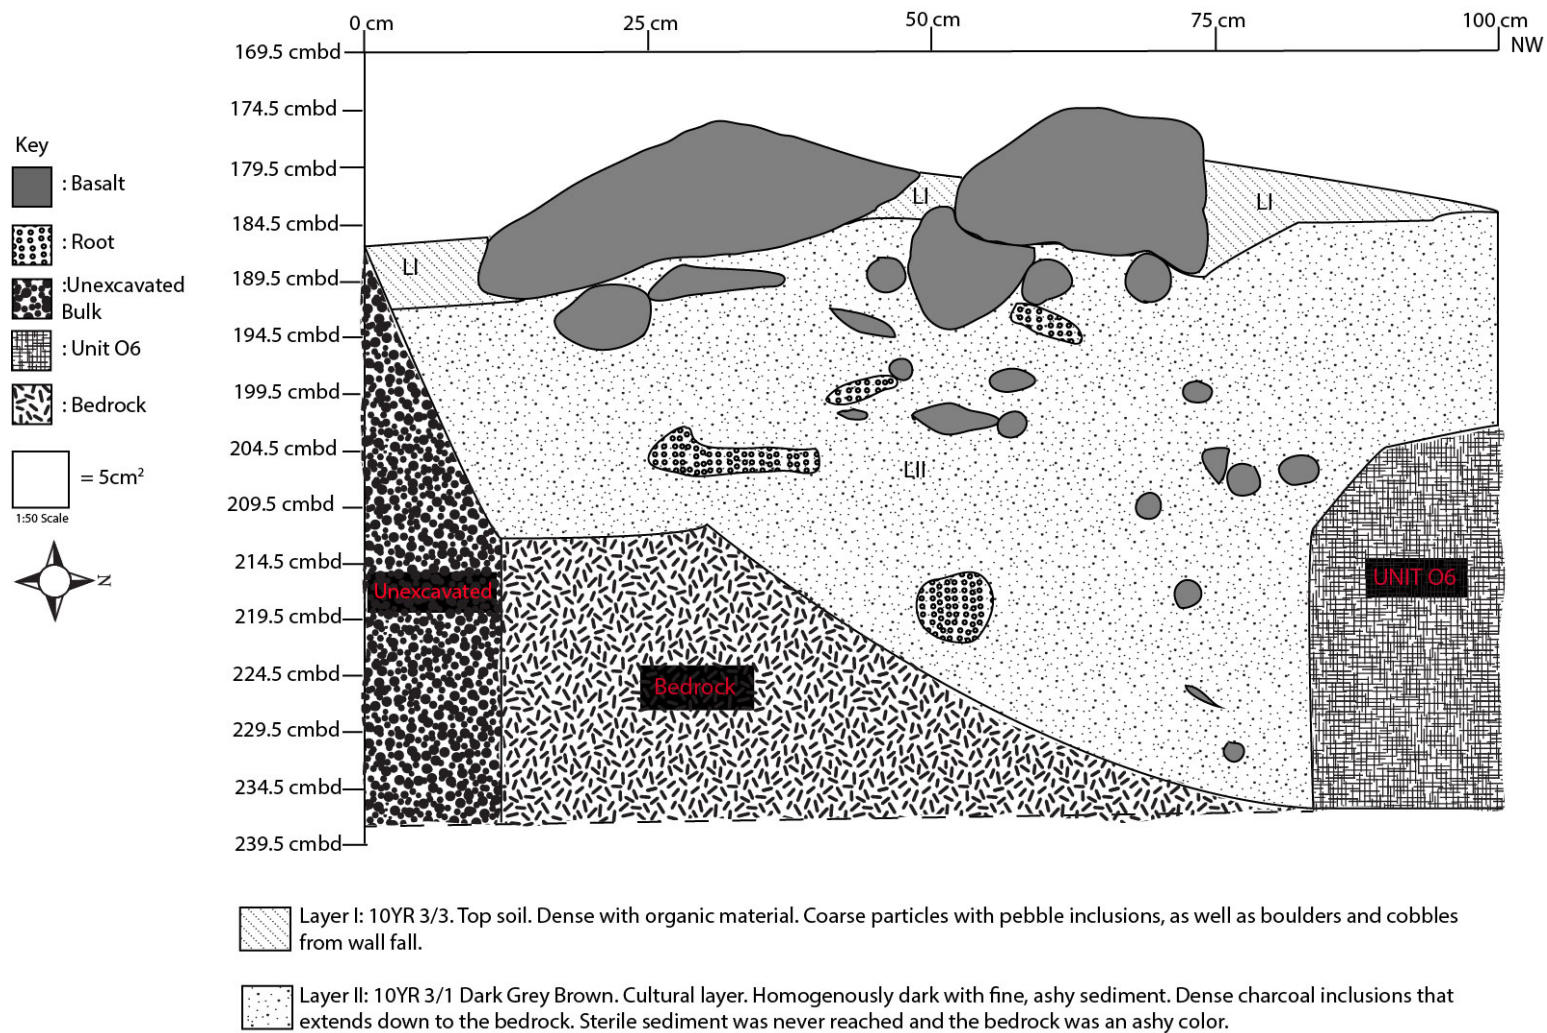 0 cm 25 cm 50 cm 75 cm 100 cm
NW
169.5 cmbd
174.5 cmbd
179.5 cmbd
184.5 cmbd
189.5 cmbd
194.5 cmbd
199.5 cmbd
204.5 cmbd
209.5 cmbd
214.5 cmbd
219.5 cmbd
224.5 cmbd
229.5 cmbd
234.5 cmbd
239.5 cmbd
Key
: Basalt
: Root
:Unexcavated
Bulk
: Unit O6
: Bedrock
= 5cm²
1:50 Scale
N
LI
LI
LI
LII
Unexcavated
Bedrock
UNIT O6
Layer I: 10YR 3/3. Top soil. Dense with organic material. Coarse particles with pebble inclusions, as well as boulders and cobbles
from wall fall.
Layer II: 10YR 3/1 Dark Grey Brown. Cultural layer. Homogenously dark with fine, ashy sediment. Dense charcoal inclusions that
extends down to the bedrock. Sterile sediment was never reached and the bedrock was an ashy color.